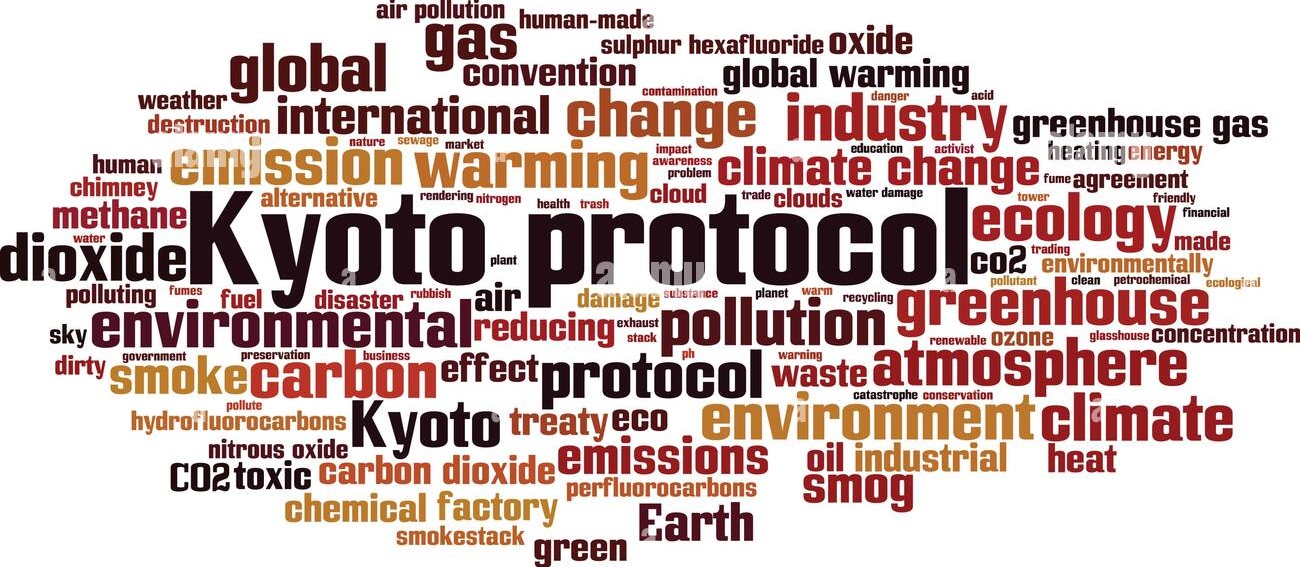 air pollution human-made
gas sulphur hexafluoride oxide
global convention global warming
weather international change contamination industry danger acid
destruction greenhouse gas
nature sewage market
human emission warming impact awareness problem climate change education activist heating energy
chimney fume agreement
alternative rendering nitrogen health trash cloud trade clouds water damage tower friendly
methane Kyoto protocol ecology financial
water made
dioxide plant co2 trading environmentally
polluting fumes fuel disaster rubbish air damage substance planet warm recycling pollutant clean petrochemical ecological
sky environmental reducing exhaust stack pollution greenhouse
renewable ozone glasshouse concentration
dirty government preservation business ph warning
smoke carbon effect protocol waste atmosphere
pollute catastrophe conservation
hydrofluorocarbons Kyoto treaty eco environment climate
nitrous oxide
CO2 toxic carbon dioxide emissions oil industrial heat
perfluorocarbons smog
chemical factory
smokestack Earth
green
alamy